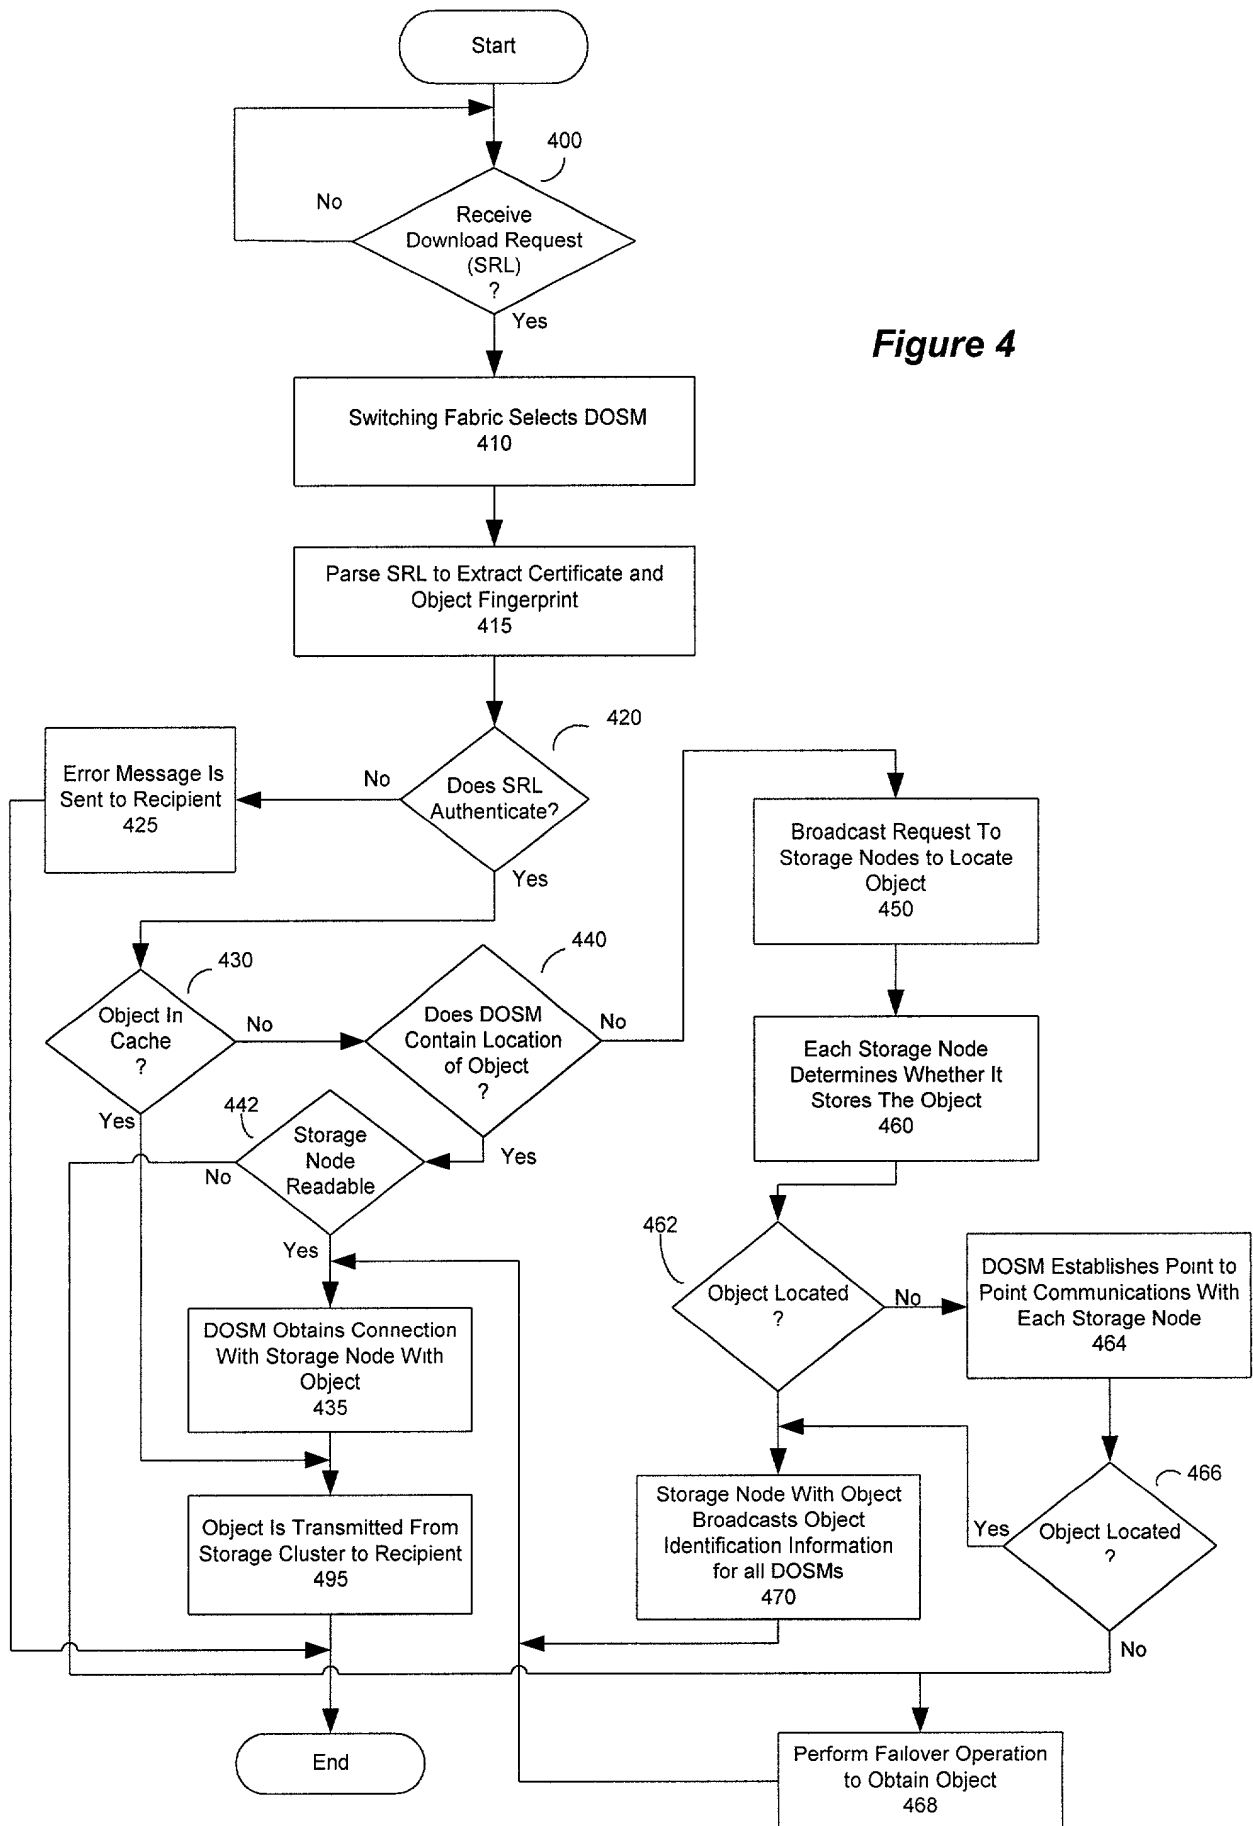 Start
400
No
Receive
Download Request
(SRL)
?
Yes
Figure 4
Switching Fabric Selects DOSM
410
Parse SRL to Extract Certificate and
Object Fingerprint
415
420
Error Message Is
Sent to Recipient
425
No
Does SRL
Authenticate?
Yes
Broadcast Request To
Storage Nodes to Locate
Object
450
430
440
Object In
Cache
?
No
Does DOSM
Contain Location
of Object
?
No
Each Storage Node
Determines Whether It
Stores The Object
460
Yes
442
Storage
Node
Readable
No
Yes
Yes
462
Object Located
?
No
DOSM Establishes Point to
Point Communications With
Each Storage Node
464
DOSM Obtains Connection
With Storage Node With
Object
435
466
Storage Node With Object
Broadcasts Object
Identification Information
for all DOSMs
470
Yes
Object Located
?
Object Is Transmitted From
Storage Cluster to Recipient
495
No
End
Perform Failover Operation
to Obtain Object
468